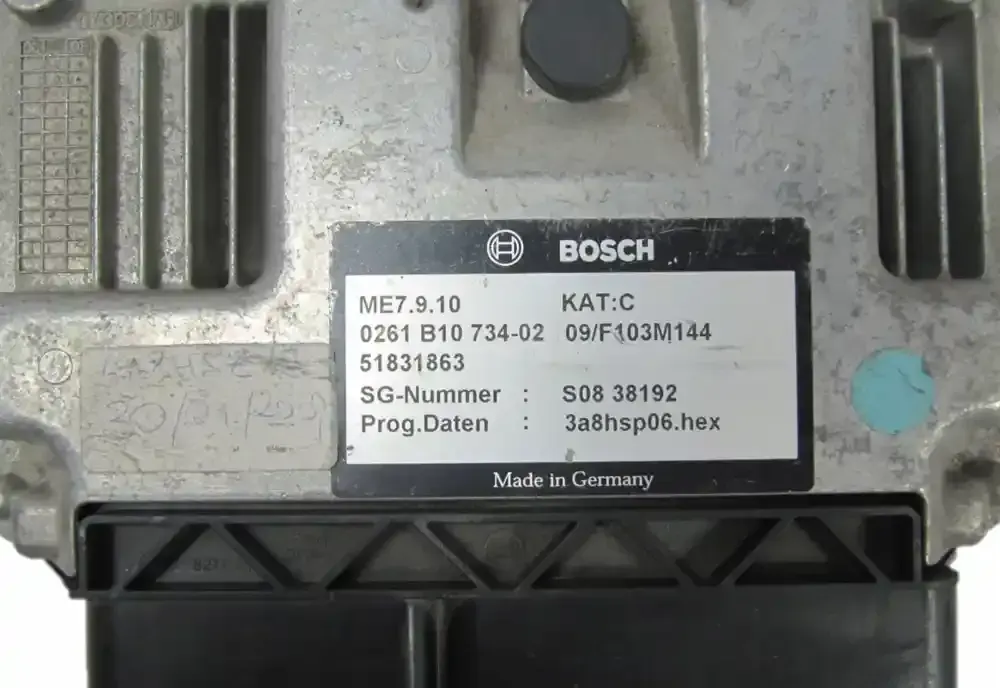 BOSCH
ME7.9.10 KAT:C
0261 B10 734-02 09/F103M144
51831863
SG-Nummer : S08 38192
Prog.Daten : 3a8hsp06.hex
Made in Germany